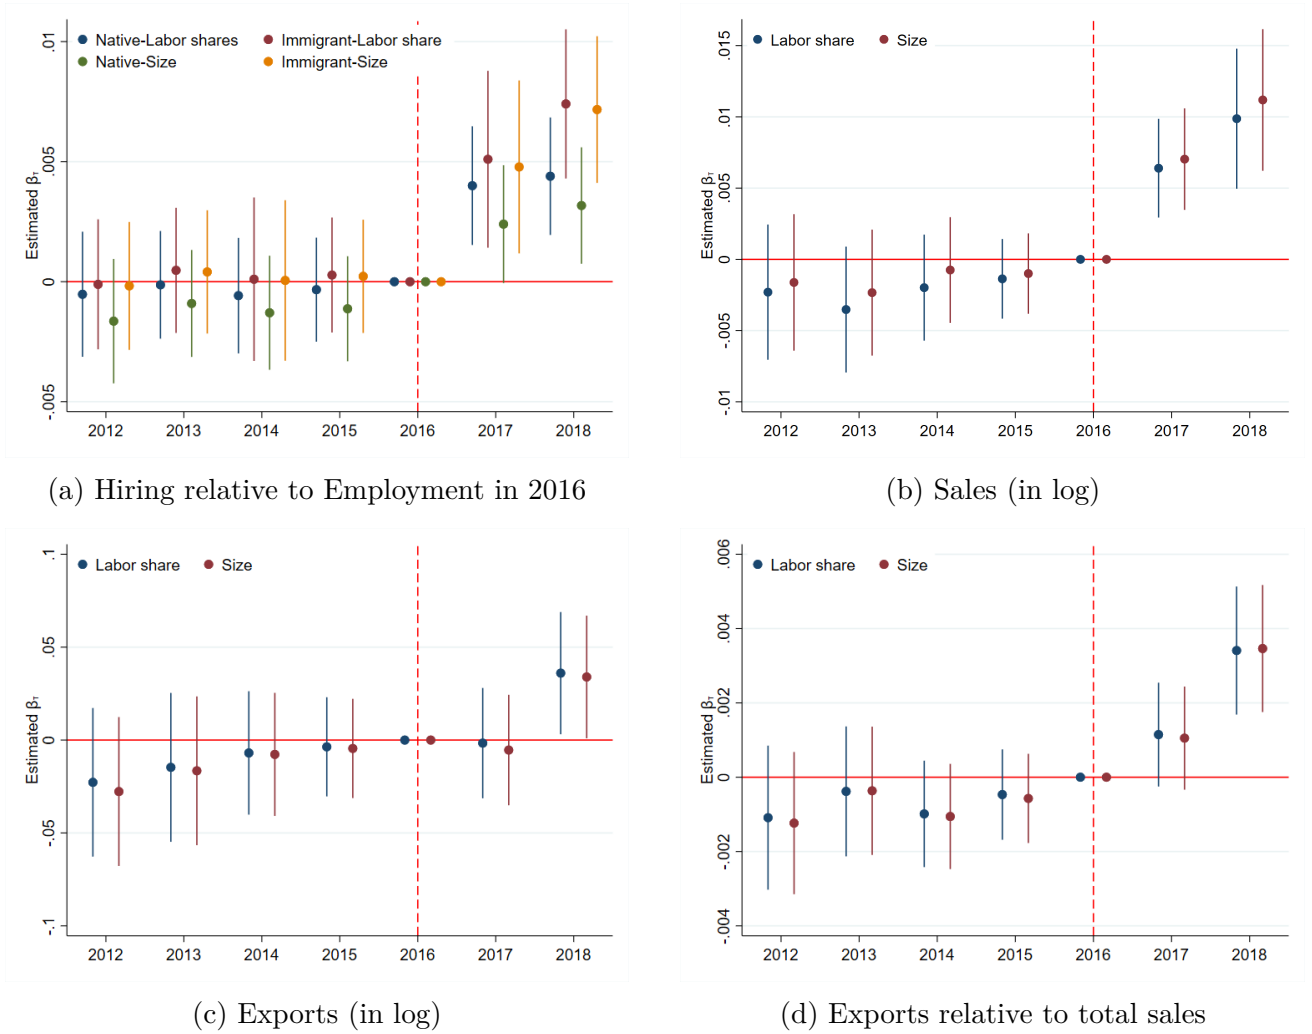 Native-Labor shares Immigrant-Labor share
Native-Size Immigrant-Size
Estimated βτ
.01
.005
0
-.005
2012 2013 2014 2015 2016 2017 2018
(a) Hiring relative to Employment in 2016
Labor share Size
Estimated βτ
.015
.01
.005
0
-.005
-.01
2012 2013 2014 2015 2016 2017 2018
(b) Sales (in log)
Labor share Size
Estimated βτ
.1
.05
0
-.05
-.1
2012 2013 2014 2015 2016 2017 2018
(c) Exports (in log)
Labor share Size
Estimated βτ
.006
.004
.002
0
-.002
-.004
2012 2013 2014 2015 2016 2017 2018
(d) Exports relative to total sales